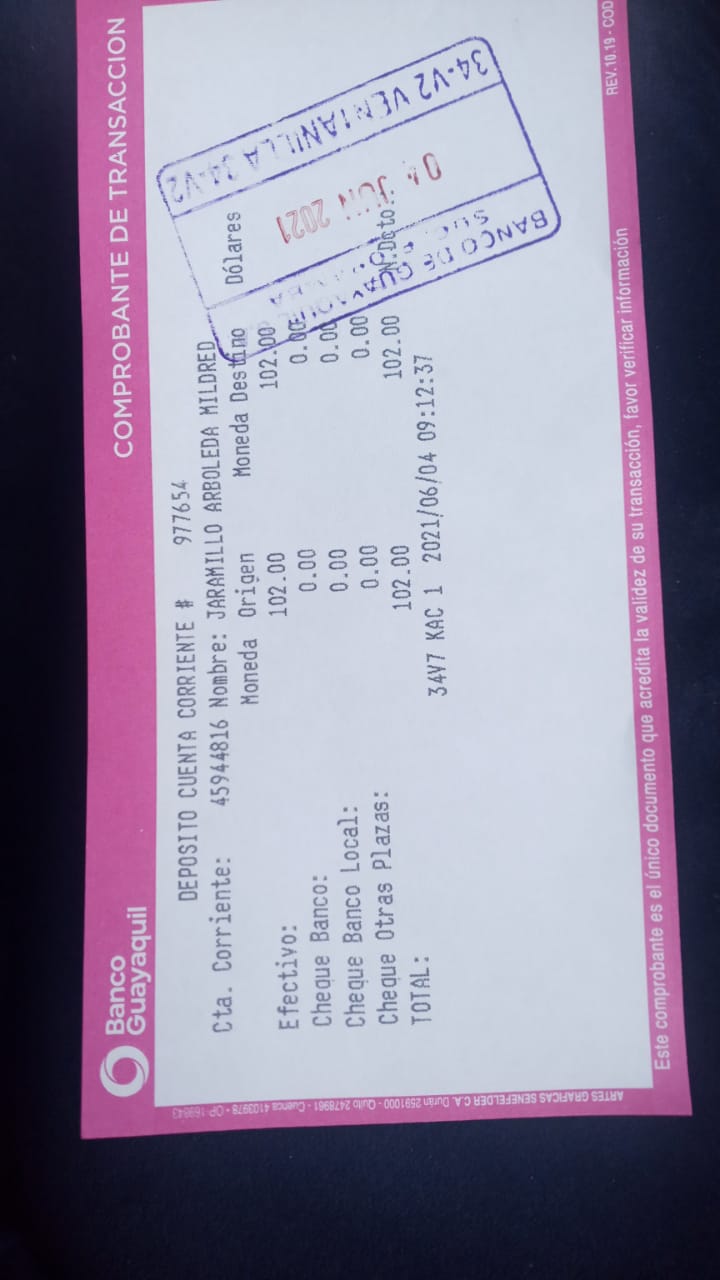 Banco
Guayaquil
COMPROBANTE DE TRANSACCION
DEPOSITO CUENTA CORRIENTE # 977654
Cta. Corriente: 45944816 Nombre: JARAMILLO ARBOLEDA MILDRED
Moneda Origen Moneda Destino Dólares
Efectivo: 102.00 102.00
Cheque Banco: 0.00 0.00
Cheque Banco Local: 0.00 0.00
Cheque Otras Plazas: 0.00 0.00 N.Dcto:
TOTAL: 102.00 102.00
34V7 KAC 1 2021/06/04 09:12:37
34-V2 VENTANILLA 34-V2
04 JUN 2021
BANCO DE GUAYAQUIL
SUC.
Este comprobante es el único documento que acredita la validez de su transacción, favor verificar información
REV.10.19 - COD
ARTES GRAFICAS SENEFELDER C.A. Durán 2591000 - Quito 2478961 - Cuenca 4103978 • OP-169843